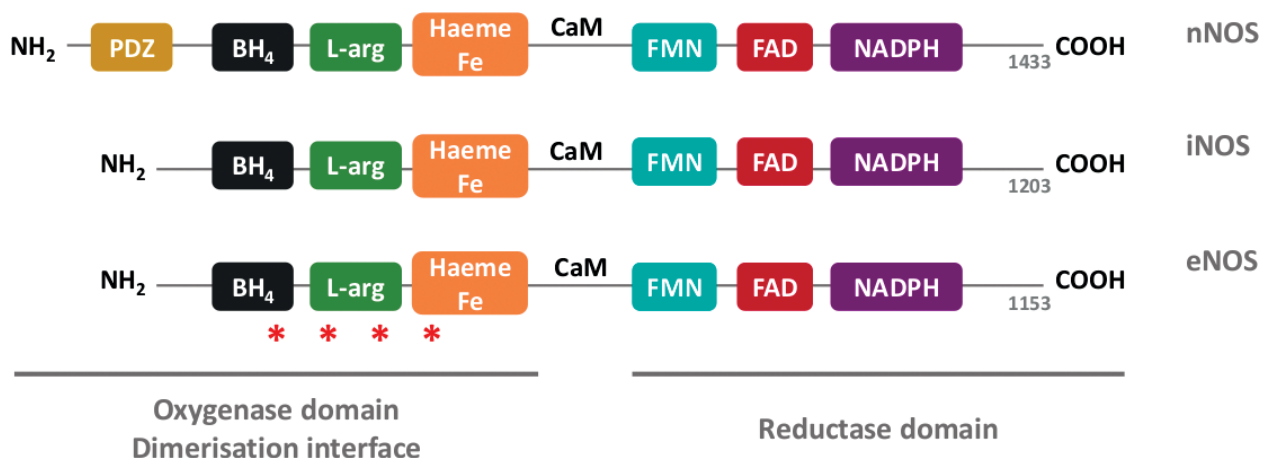 NH₂ PDZ BH₄ L-arg Haeme Fe CaM FMN FAD NADPH 1433 COOH nNOS
NH₂ BH₄ L-arg Haeme Fe CaM FMN FAD NADPH 1203 COOH iNOS
NH₂ BH₄ L-arg Haeme Fe CaM FMN FAD NADPH 1153 COOH eNOS
* * * *
Oxygenase domain
Dimerisation interface
Reductase domain